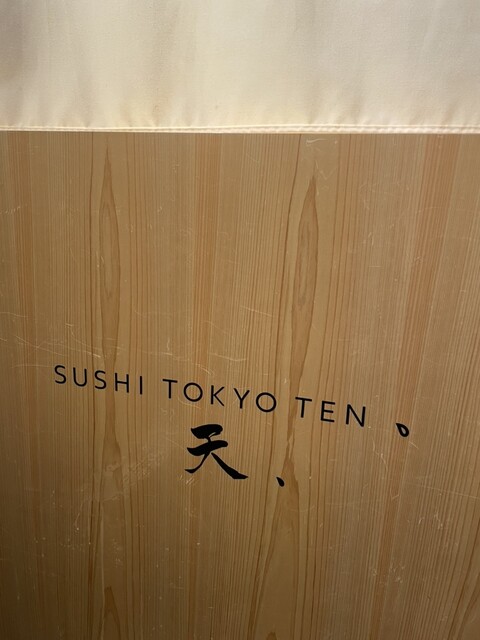 SUSHI TOKYO TEN 、
天、